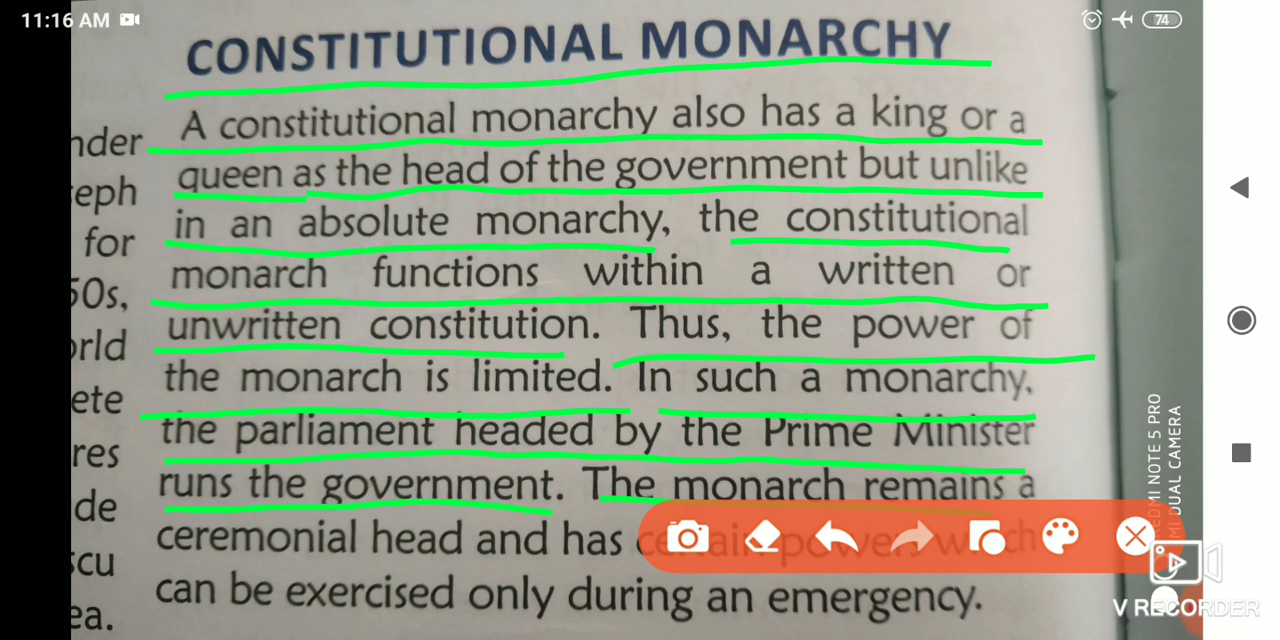 11:16 AM
74
CONSTITUTIONAL MONARCHY
A constitutional monarchy also has a king or a
queen as the head of the government but unlike
in an absolute monarchy, the constitutional
monarch functions within a written or
unwritten constitution. Thus, the power of
the monarch is limited. In such a monarchy,
the parliament headed by the Prime Minister
runs the government. The monarch remains a
ceremonial head and has certain powers which
can be exercised only during an emergency.
nder
seph
for
50s,
orld
ete
res
de
scu
ea.
REDMI NOTE 5 PRO
MI DUAL CAMERA
V RECORDER